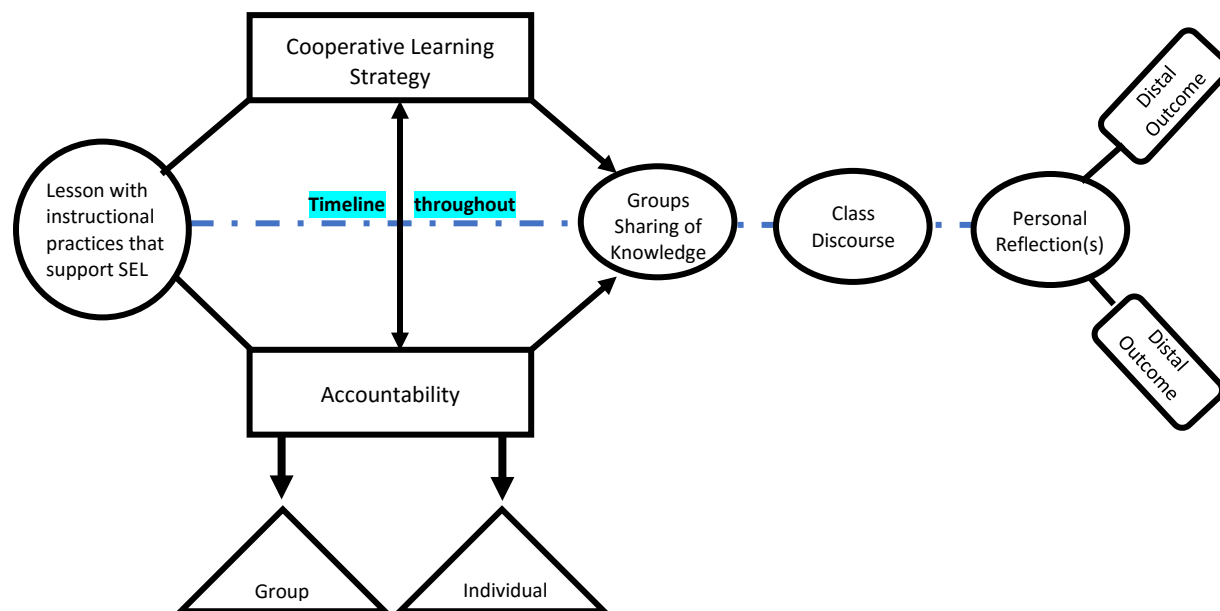 Cooperative Learning
Strategy
Distal
Outcome
Lesson with
instructional
practices that
support SEL
Timeline throughout
Groups
Sharing of
Knowledge
Class
Discourse
Personal
Reflection(s)
Distal
Outcome
Accountability
Group
Individual